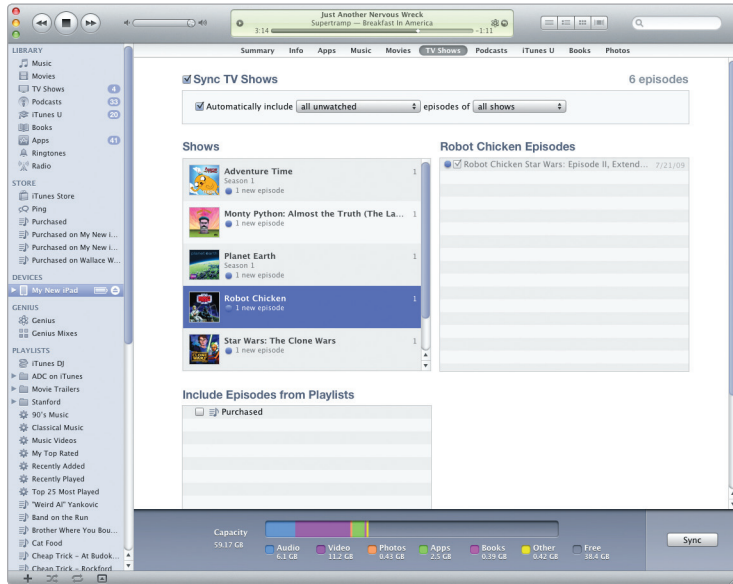 Just Another Nervous Wreck
Supertramp — Breakfast In America
3:14
-1:11
Summary Info Apps Music Movies TV Shows Podcasts iTunes U Books Photos
LIBRARY
Music
Movies
TV Shows 4
Podcasts 33
iTunes U 20
Books
Apps 41
Ringtones
Radio
STORE
iTunes Store
Ping
Purchased
Purchased on My New i...
Purchased on My New i...
Purchased on Wallace W...
DEVICES
My New iPad
GENIUS
Genius
Genius Mixes
PLAYLISTS
iTunes DJ
ADC on iTunes
Movie Trailers
Stanford
90's Music
Classical Music
Music Videos
My Top Rated
Recently Added
Recently Played
Top 25 Most Played
"Weird Al" Yankovic
Band on the Run
Brother Where You Bou...
Cat Food
Cheap Trick – At Budok...
Cheap Trick – Rockford
Sync TV Shows
6 episodes
Automatically include all unwatched episodes of all shows
Shows
Adventure Time 1
Season 1
1 new episode
Monty Python: Almost the Truth (The La... 1
1 new episode
Planet Earth 1
Season 1
1 new episode
Robot Chicken 1
1 new episode
Star Wars: The Clone Wars 1
1 new episode
Robot Chicken Episodes
Robot Chicken Star Wars: Episode II, Extend... 7/21/09
Include Episodes from Playlists
Purchased
Capacity
59.17 GB
Audio
6.1 GB
Video
11.2 GB
Photos
0.43 GB
Apps
2.5 GB
Books
0.39 GB
Other
0.42 GB
Free
38.4 GB
Sync